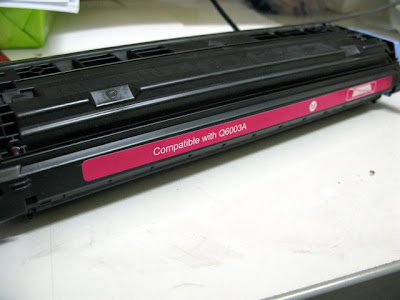 Compatible with Q6003A
M